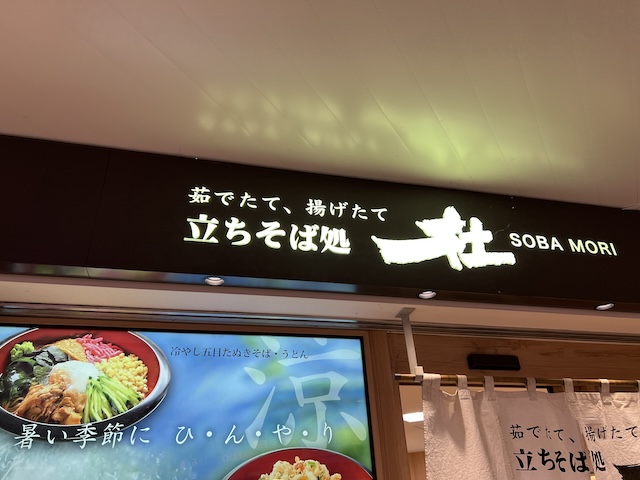 茹でたて、揚げたて
立ちそば処 杜 SOBA MORI
冷やし五目たぬきそば・うどん
涼
暑い季節に ひ・ん・や・り
茹でたて、揚げたて
立ちそば処